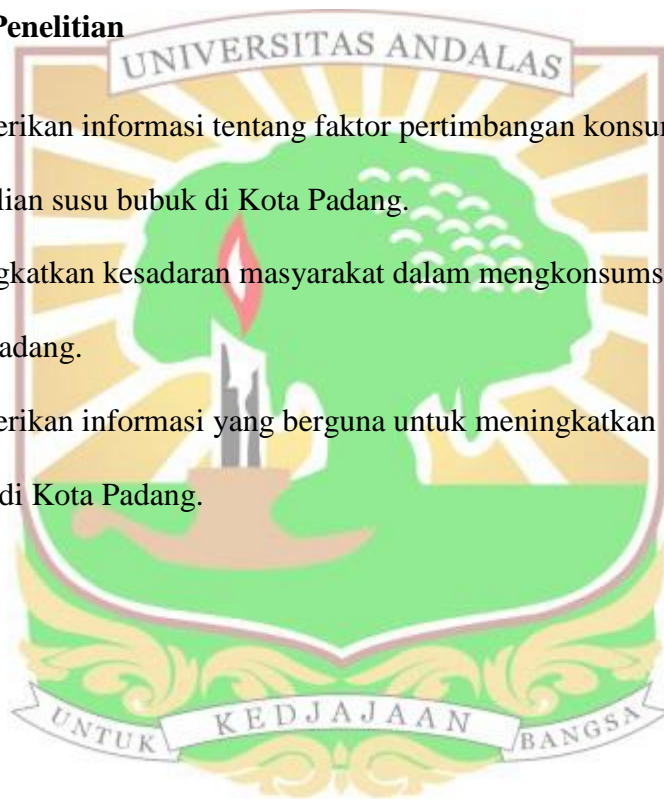 Penelitian
UNIVERSITAS ANDALAS
erikan informasi tentang faktor pertimbangan konsu
lian susu bubuk di Kota Padang.
gkatkan kesadaran masyarakat dalam mengkonsums
adang.
erikan informasi yang berguna untuk meningkatkan
di Kota Padang.
UNTUK KEDJAJAAN BANGSA